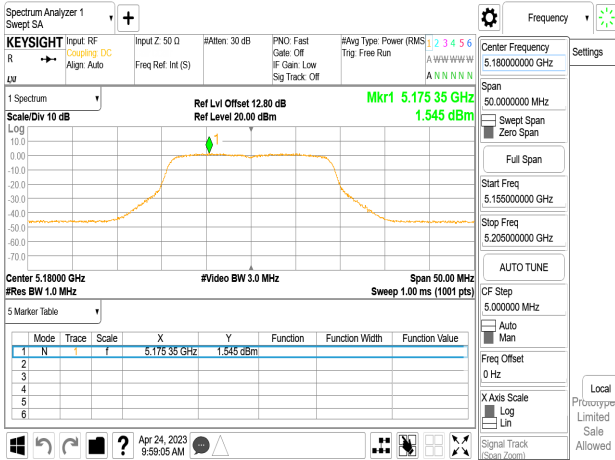 Spectrum Analyzer 1
Swept SA
Frequency
KEYSIGHT
R
LXI
Input: RF
Coupling: DC
Align: Auto
Input Z: 50 Ω
Freq Ref: Int (S)
#Atten: 30 dB
PNO: Fast
Gate: Off
IF Gain: Low
Sig Track: Off
#Avg Type: Power (RMS
Trig: Free Run
1 2 3 4 5 6
A W W W W W
A N N N N N
Center Frequency
5.180000000 GHz
Settings
1 Spectrum
Scale/Div 10 dB
Ref Lvl Offset 12.80 dB
Ref Level 20.00 dBm
Mkr1 5.175 35 GHz
1.545 dBm
Span
50.0000000 MHz
Swept Span
Zero Span
Full Span
Start Freq
5.155000000 GHz
Stop Freq
5.205000000 GHz
AUTO TUNE
CF Step
5.000000 MHz
Auto
Man
Freq Offset
0 Hz
X Axis Scale
Log
Lin
Signal Track
(Span Zoom)
Local
Prototype
Limited
Sale
Allowed
Log
10.0
0.00
-10.0
-20.0
-30.0
-40.0
-50.0
-60.0
-70.0
1
Center 5.18000 GHz
#Res BW 1.0 MHz
#Video BW 3.0 MHz
Span 50.00 MHz
Sweep 1.00 ms (1001 pts)
5 Marker Table
Mode Trace Scale X Y Function Function Width Function Value
1 N 1 f 5.175 35 GHz 1.545 dBm
2
3
4
5
6
?
Apr 24, 2023
9:59:05 AM